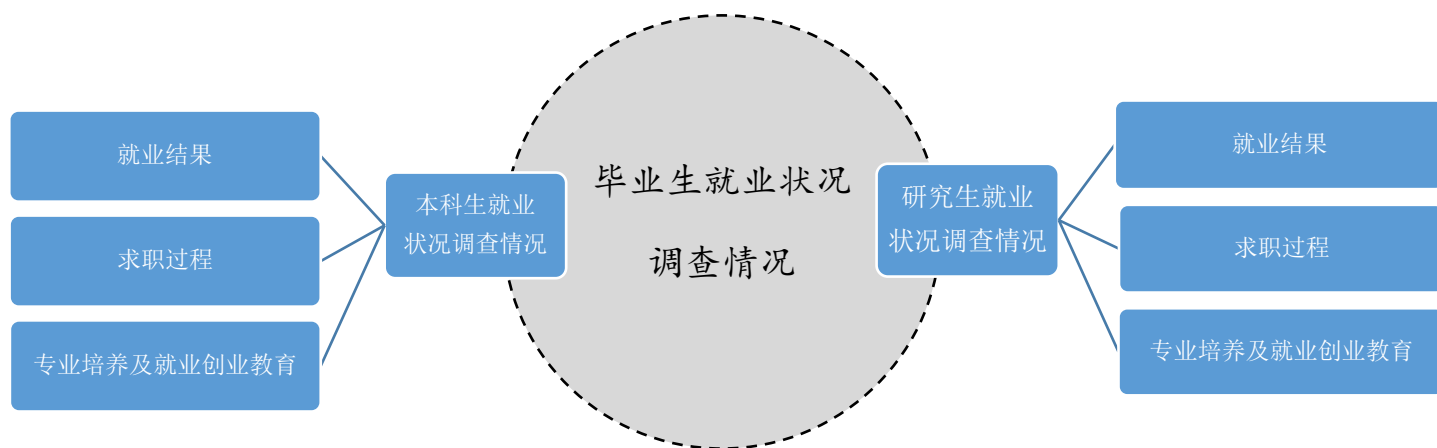 就业结果
求职过程
专业培养及就业创业教育
本科生就业
状况调查情况
毕业生就业状况
调查情况
研究生就业
状况调查情况
就业结果
求职过程
专业培养及就业创业教育